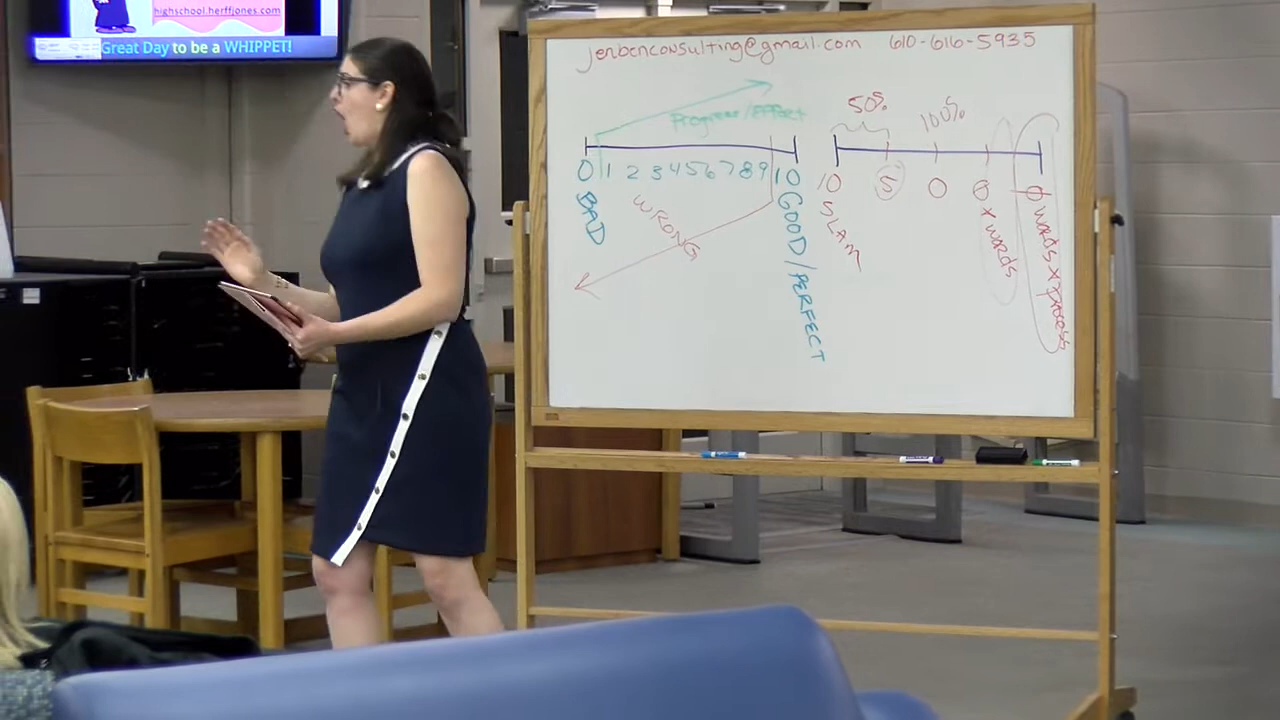 highschool.herffjones.com
Great Day to be a WHIPPET!
jenbenconsulting@gmail.com 610-616-5935
Progress/Effort
0 1 2 3 4 5 6 7 8 9 10
BAD
WRONG
GOOD/PERFECT
50% 100%
10 5 0 0 0
SLAM
x words
words x process